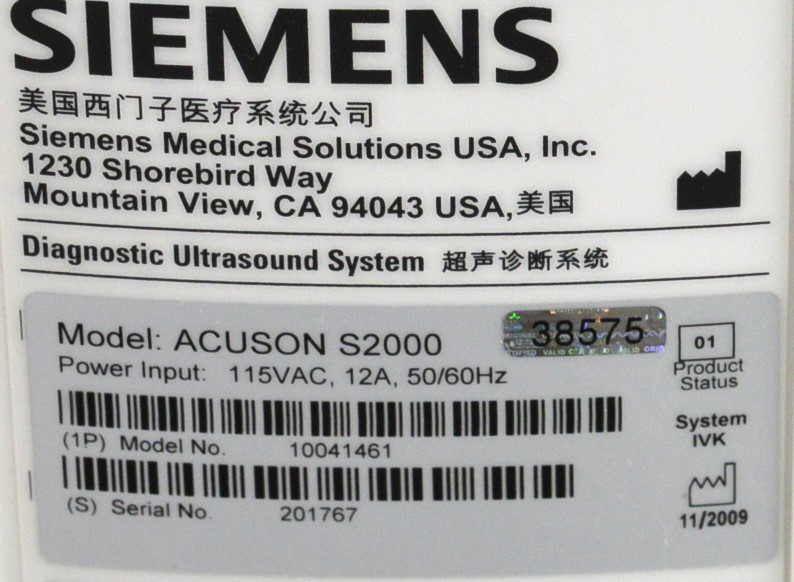 SIEMENS
美国西门子医疗系统公司
Siemens Medical Solutions USA, Inc.
1230 Shorebird Way
Mountain View, CA 94043 USA,美国
Diagnostic Ultrasound System 超声诊断系统
Model: ACUSON S2000
38575
VALID
Power Input: 115VAC, 12A, 50/60Hz
01
Product
Status
(1P) Model No. 10041461
System
IVK
(S) Serial No. 201767
11/2009